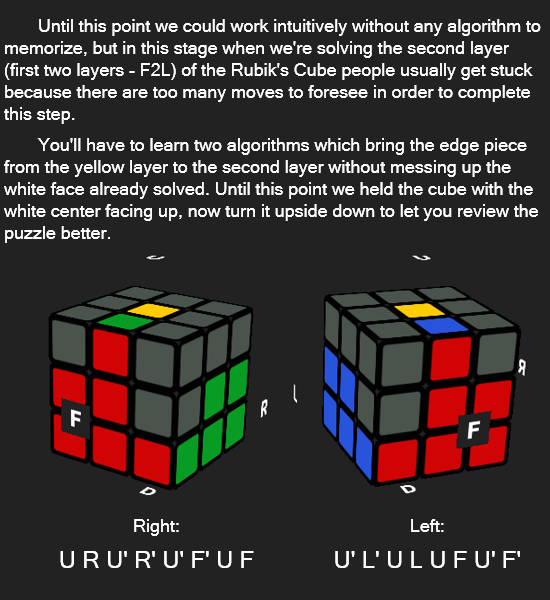 Until this point we could work intuitively without any algorithm to
memorize, but in this stage when we're solving the second layer
(first two layers - F2L) of the Rubik's Cube people usually get stuck
because there are too many moves to foresee in order to complete
this step.
You'll have to learn two algorithms which bring the edge piece
from the yellow layer to the second layer without messing up the
white face already solved. Until this point we held the cube with the
white center facing up, now turn it upside down to let you review the
puzzle better.
F
R
D
L
F
R
D
Right:
U R U' R' U' F' U F
Left:
U' L' U L U F U' F'